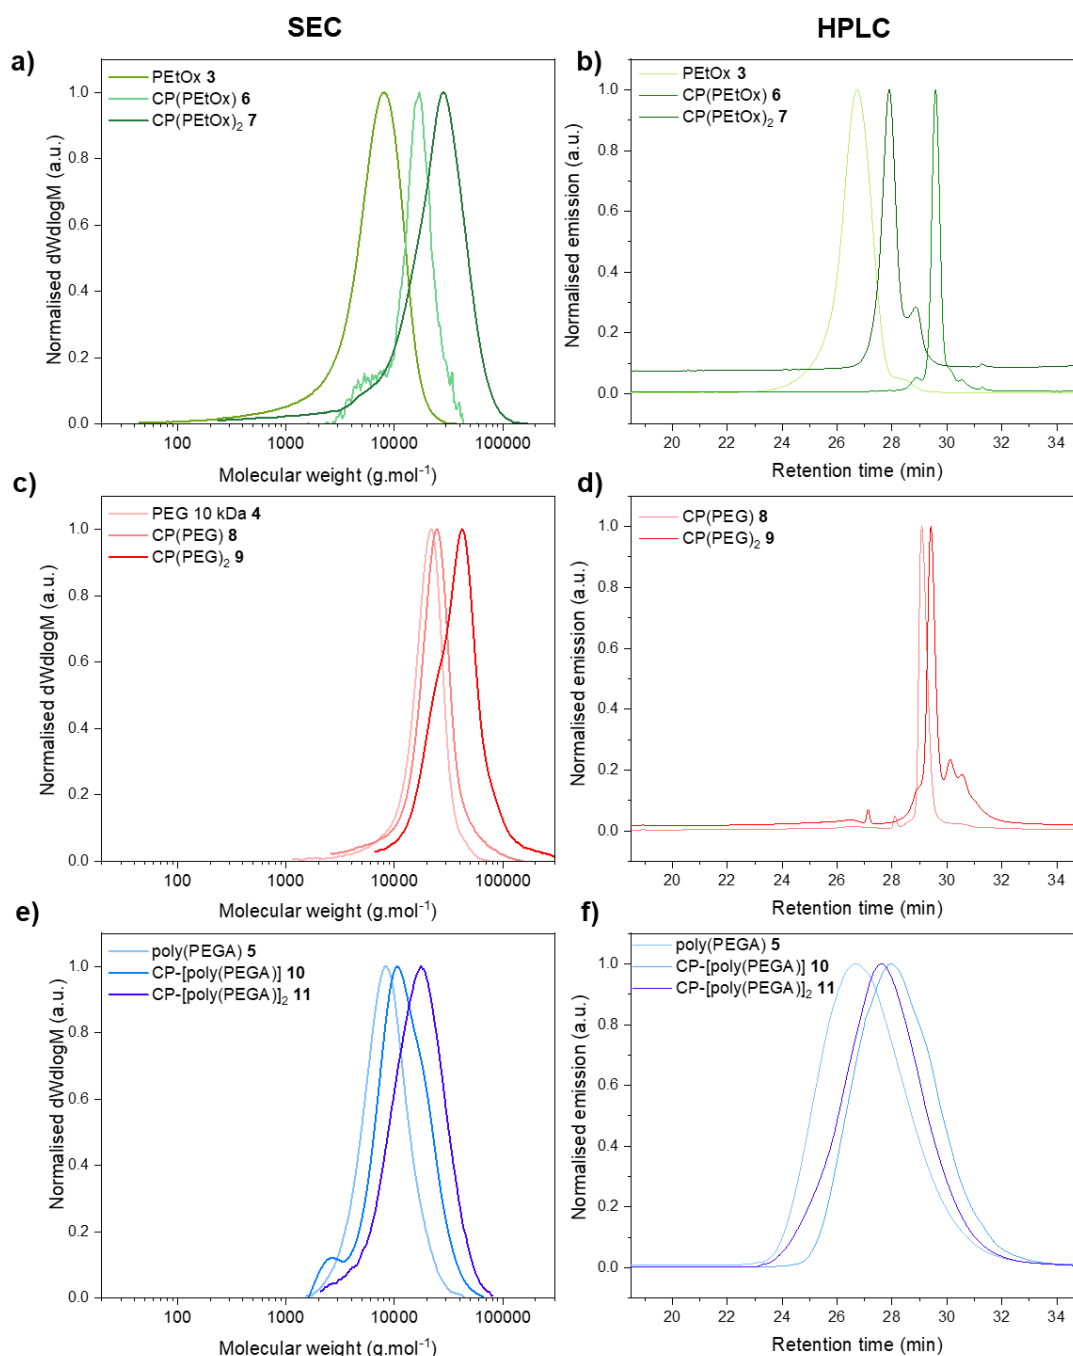 SEC
HPLC
a)
PEtOx 3
CP(PEtOx) 6
CP(PEtOx)₂ 7
1.0
0.8
0.6
0.4
0.2
0.0
Normalised dWdlogM (a.u.)
100 1000 10000 100000
Molecular weight (g.mol⁻¹)
b)
PEtOx 3
CP(PEtOx) 6
CP(PEtOx)₂ 7
1.0
0.8
0.6
0.4
0.2
0.0
Normalised emission (a.u.)
20 22 24 26 28 30 32 34
Retention time (min)
c)
PEG 10 kDa 4
CP(PEG) 8
CP(PEG)₂ 9
1.0
0.8
0.6
0.4
0.2
0.0
Normalised dWdlogM (a.u.)
100 1000 10000 100000
Molecular weight (g.mol⁻¹)
d)
CP(PEG) 8
CP(PEG)₂ 9
1.0
0.8
0.6
0.4
0.2
0.0
Normalised emission (a.u.)
20 22 24 26 28 30 32 34
Retention time (min)
e)
poly(PEGA) 5
CP-[poly(PEGA)] 10
CP-[poly(PEGA)]₂ 11
1.0
0.8
0.6
0.4
0.2
0.0
Normalised dWdlogM (a.u.)
100 1000 10000 100000
Molecular weight (g.mol⁻¹)
f)
poly(PEGA) 5
CP-[poly(PEGA)] 10
CP-[poly(PEGA)]₂ 11
1.0
0.8
0.6
0.4
0.2
0.0
Normalised emission (a.u.)
20 22 24 26 28 30 32 34
Retention time (min)